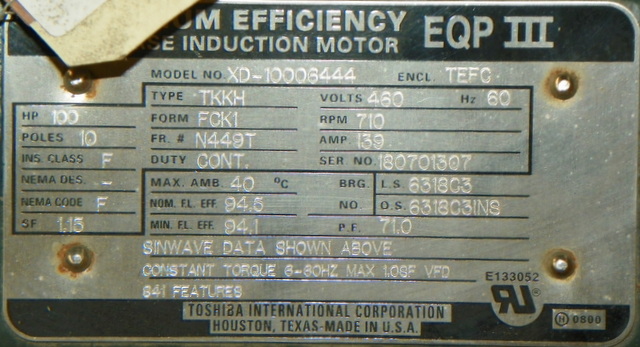 UM EFFICIENCY
SE INDUCTION MOTOR EQP III
MODEL NO XD-10006444 ENCL. TEFC
TYPE TKKH VOLTS 460 Hz 60
HP 100 FORM FCK1 RPM 710
POLES 10 FR. # N449T AMP. 139
INS. CLASS F DUTY CONT. SER NO. 180701397
NEMA DES. - MAX. AMB. 40 °C BRG. L.S. 6318C3
NEMA CODE F NOM. FL. EFF. 94.5 NO. O.S. 6318C3INS
SF 1.15 MIN. FL. EFF. 94.1 P.F. 71.0
SINWAVE DATA SHOWN ABOVE
CONSTANT TORQUE 6-60HZ MAX 1.0SF VFD
841 FEATURES
E133052
TOSHIBA INTERNATIONAL CORPORATION
HOUSTON, TEXAS-MADE IN U.S.A.
H 0800